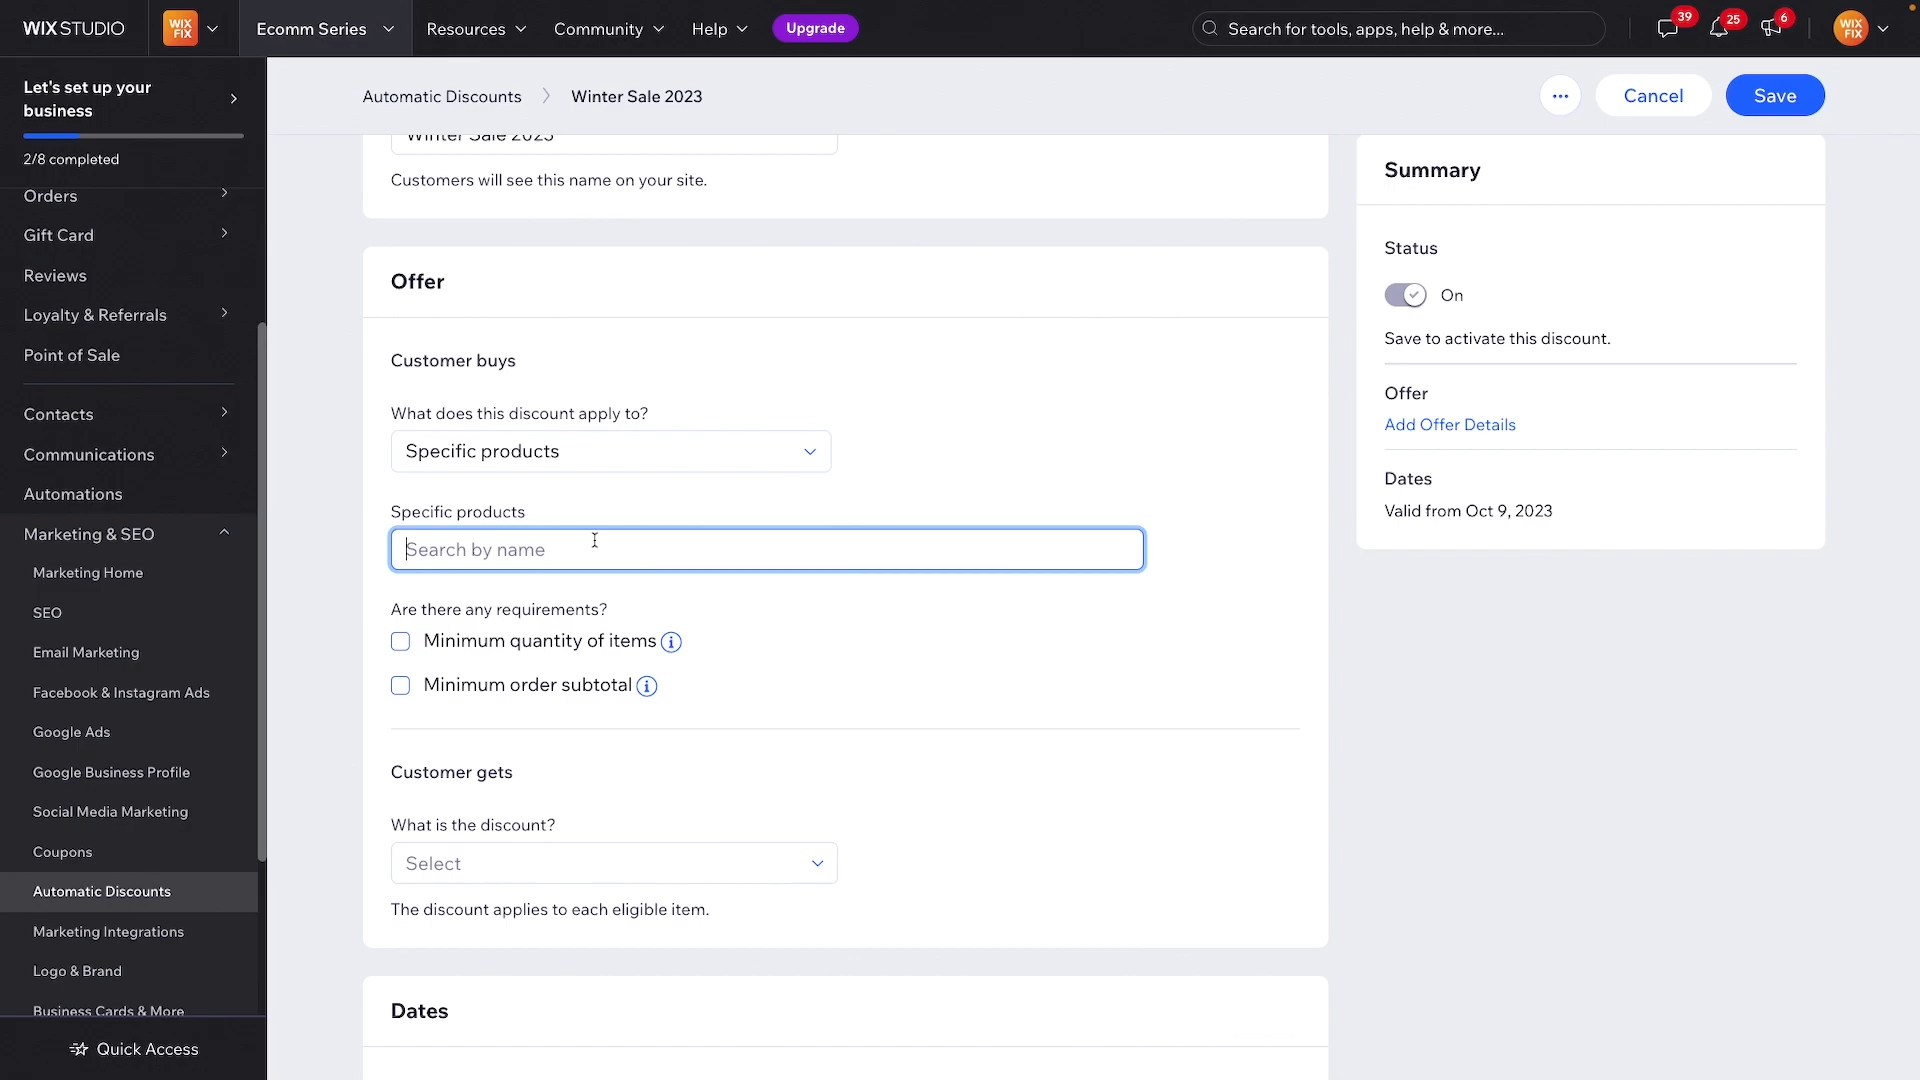 WIX STUDIO
WIX
FIX
Ecomm Series
Resources
Community
Help
Upgrade
Search for tools, apps, help & more...
39
25
6
WIX
FIX
Let's set up your
business
2/8 completed
Orders
Gift Card
Reviews
Loyalty & Referrals
Point of Sale
Contacts
Communications
Automations
Marketing & SEO
Marketing Home
SEO
Email Marketing
Facebook & Instagram Ads
Google Ads
Google Business Profile
Social Media Marketing
Coupons
Automatic Discounts
Marketing Integrations
Logo & Brand
Business Cards & More
Quick Access
Automatic Discounts
Winter Sale 2023
Cancel
Save
Winter Sale 2023
Customers will see this name on your site.
Offer
Customer buys
What does this discount apply to?
Specific products
Specific products
Search by name
Are there any requirements?
Minimum quantity of items
Minimum order subtotal
Customer gets
What is the discount?
Select
The discount applies to each eligible item.
Dates
Summary
Status
On
Save to activate this discount.
Offer
Add Offer Details
Dates
Valid from Oct 9, 2023